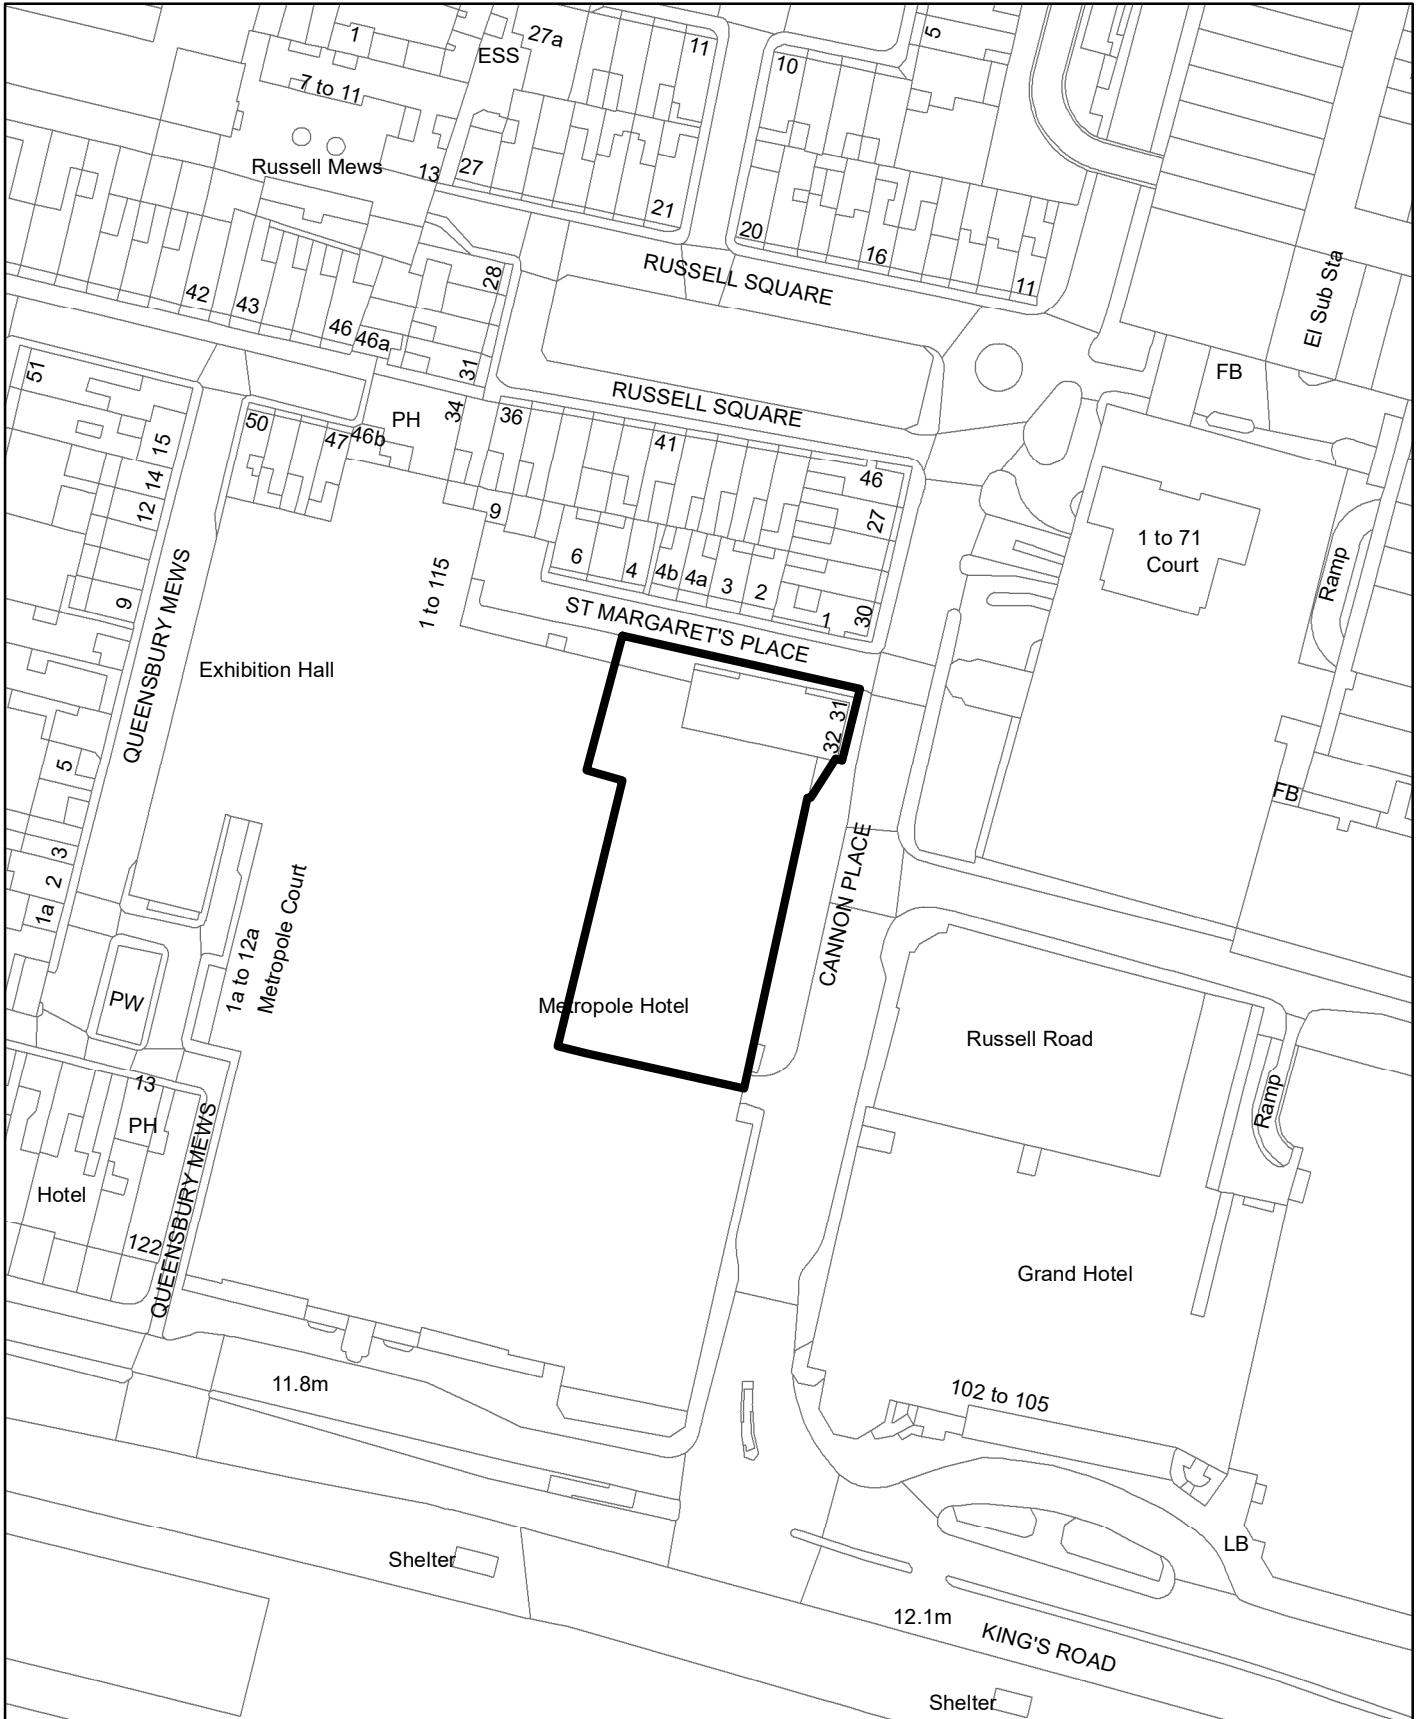 1
27a
11
5
ESS
10
7 to 11
Russell Mews
13
27
21
20
16
11
RUSSELL SQUARE
El Sub Sta
28
42
43
46
46a
31
FB
51
RUSSELL SQUARE
50
47
46b
PH
34
36
41
46
15
14
12
9
27
9
1 to 71
Court
Ramp
6
4
4b
4a
3
2
1
30
1 to 115
ST MARGARET'S PLACE
QUEENSBURY MEWS
Exhibition Hall
31
32
5
FB
3
2
1a
CANNON PLACE
1a to 12a
Metropole Court
PW
Metropole Hotel
Russell Road
13
PH
Ramp
Hotel
QUEENSBURY MEWS
122
Grand Hotel
11.8m
102 to 105
LB
Shelter
12.1m
KING'S ROAD
Shelter